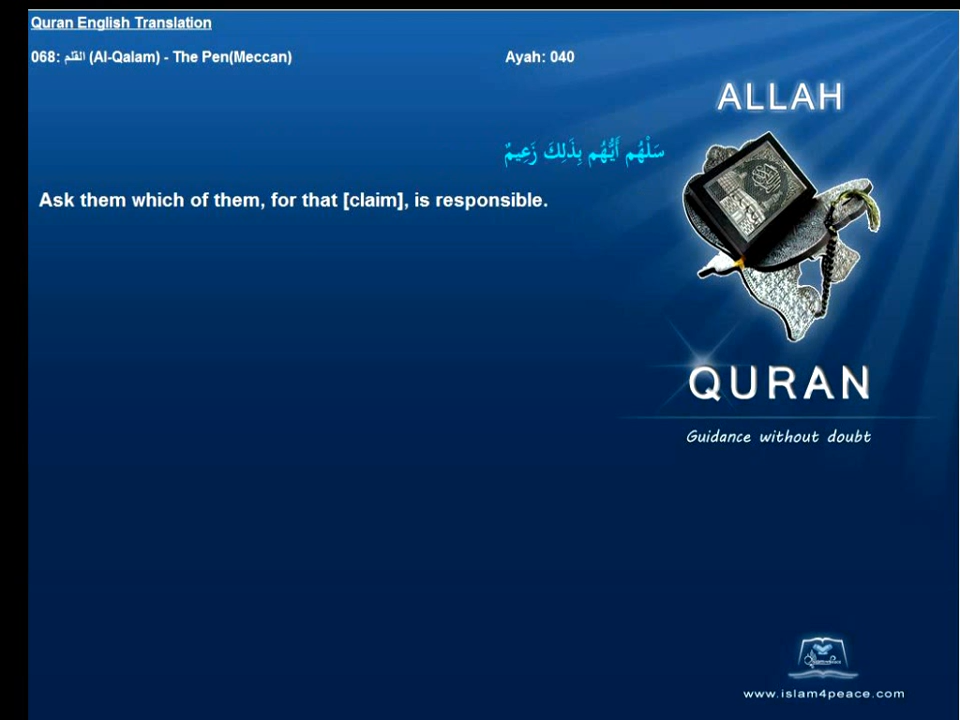 Quran English Translation
068: القلم (Al-Qalam) - The Pen(Meccan) Ayah: 040
ALLAH
سَلْهُم أَيُّهُم بِذَلِكَ زَعِيمٌ
Ask them which of them, for that [claim], is responsible.
QURAN
Guidance without doubt
www.islam4peace.com